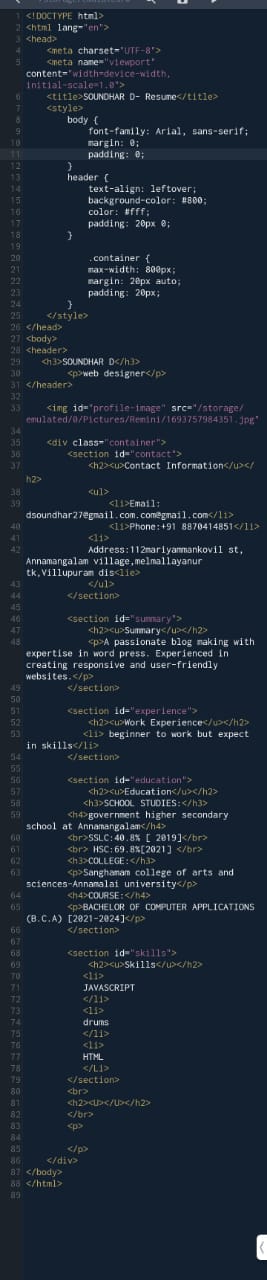 1 <!DOCTYPE html>
2 <html lang="en">
3 <head>
4 <meta charset="UTF-8">
5 <meta name="viewport"
content="width=device-width,
initial-scale=1.0">
6 <title>SOUNDHAR D- Resume</title>
7 <style>
8 body {
9 font-family: Arial, sans-serif;
10 margin: 0;
11 padding: 0;
12 }
13 header {
14 text-align: leftover;
15 background-color: #800;
16 color: #fff;
17 padding: 20px 0;
18 }
19
20 .container {
21 max-width: 800px;
22 margin: 20px auto;
23 padding: 20px;
24 }
25 </style>
26 </head>
27 <body>
28 <header>
29 <h3>SOUNDHAR D</h3>
30 <p>web designer</p>
31 </header>
32
33 <img id="profile-image" src="/storage/
emulated/0/Pictures/Remini/1693757984351.jpg"
34
35 <div class="container">
36 <section id="contact">
37 <h2><u>Contact Information</u></
h2>
38 <ul>
39 <li>Email:
dsoundhar27@gmail.com.com@gmail.com</li>
40 <li>Phone:+91 8870414851</li>
41 <li>
42 Address:112mariyammankovil st,
Annamangalam village,melmallayanur
tk,Villupuram dis<lie>
43 </ul>
44 </section>
45
46 <section id="summary">
47 <h2><u>Summary</u></h2>
48 <p>A passionate blog making with
expertise in word press. Experienced in
creating responsive and user-friendly
websites.</p>
49 </section>
50
51 <section id="experience">
52 <h2><u>Work Experience</u></h2>
53 <li> beginner to work but expect
in skills</li>
54 </section>
55
56 <section id="education">
57 <h2><u>Education</u></h2>
58 <h3>SCHOOL STUDIES:</h3>
59 <h4>government higher secondary
school at Annamangalam</h4>
60 <br>SSLC:40.8% [ 2019]</br>
61 <br> HSC:69.8%[2021] </br>
62 <h3>COLLEGE:</h3>
63 <p>Sanghamam college of arts and
sciences-Annamalai university</p>
64 <h4>COURSE:</h4>
65 <p>BACHELOR OF COMPUTER APPLICATIONS
(B.C.A) [2021-2024]</p>
66 </section>
67
68 <section id="skills">
69 <h2><u>Skills</u></h2>
70 <li>
71 JAVASCRIPT
72 </li>
73 <li>
74 drums
75 </li>
76 <li>
77 HTML
78 </Li>
79 </section>
80 <br>
81 <h2><U></U></h2>
82 </br>
83 <p>
84
85 </p>
86 </div>
87 </body>
88 </html>
89